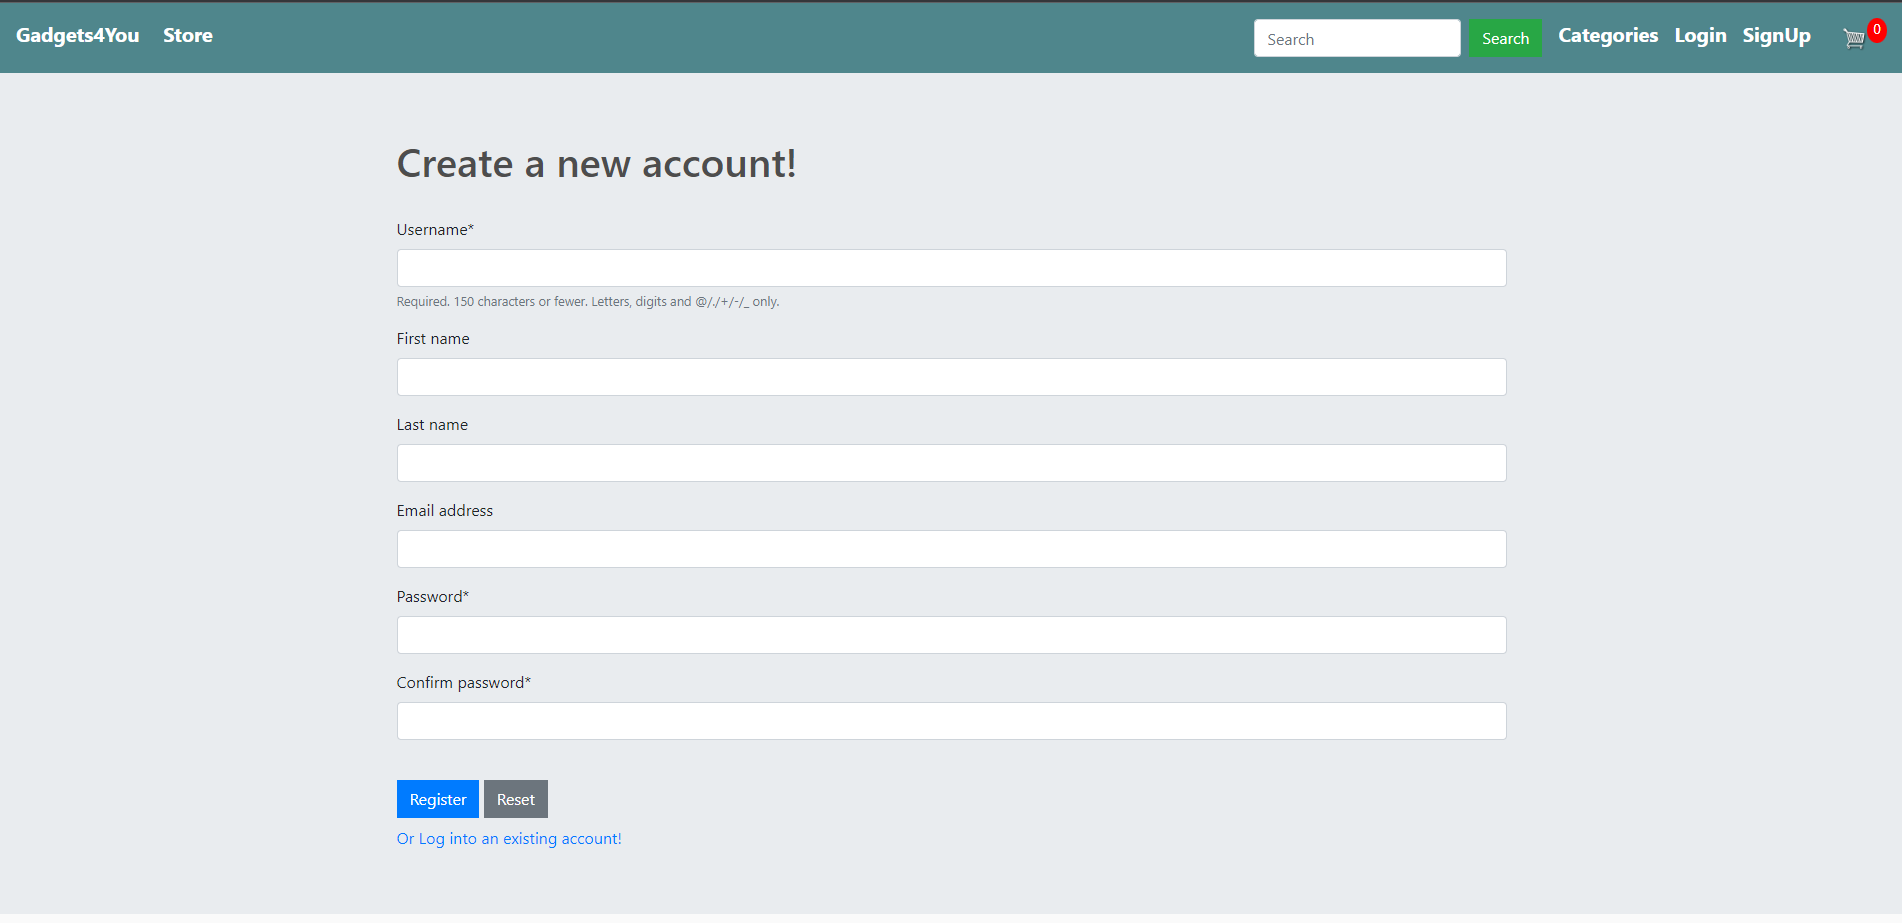 Gadgets4You Store Search Search Categories Login SignUp 0
Create a new account!
Username*
Required. 150 characters or fewer. Letters, digits and @/./+/-/_ only.
First name
Last name
Email address
Password*
Confirm password*
Register Reset
Or Log into an existing account!